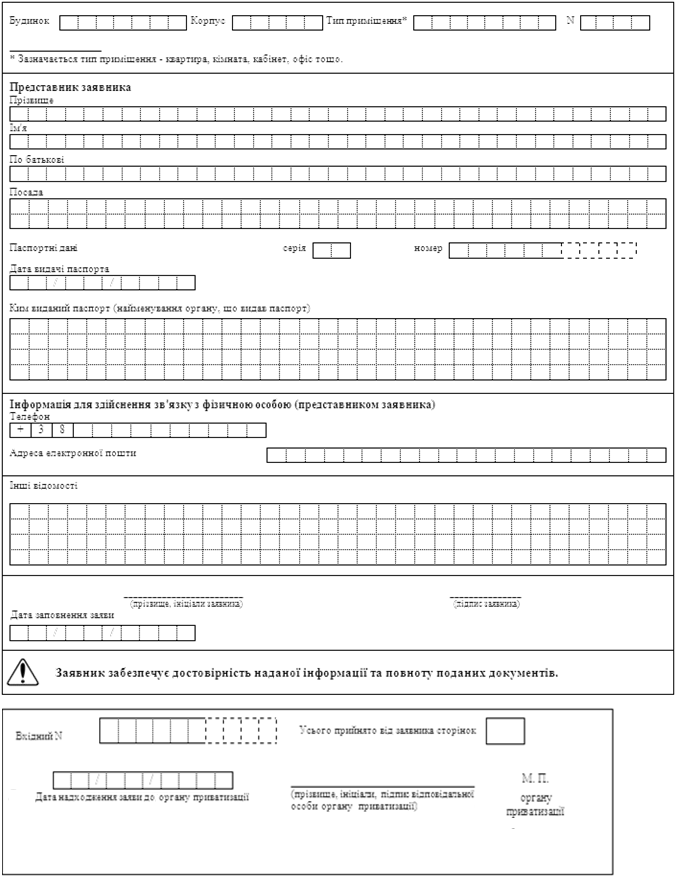 Будинок Корпус Тип приміщення* N
* Зазначається тип приміщення - квартира, кімната, кабінет, офіс тощо.
Представник заявника
Прізвище
Ім'я
По батькові
Посада
Паспортні дані серія номер
Дата видачі паспорта
/ /
Ким виданий паспорт (найменування органу, що видав паспорт)
Інформація для здійснення зв'язку з фізичною особою (представником заявника)
Телефон
+ 3 8
Адреса електронної пошти
Інші відомості
(прізвище, ініціали заявника) (підпис заявника)
Дата заповнення заяви
/ /
Заявник забезпечує достовірність наданої інформації та повноту поданих документів.
Вхідний N Усього прийнято від заявника сторінок
/ / М. П.
Дата надходження заяви до органу приватизації (прізвище, ініціали, підпис відповідальної органу
особи органу приватизації) приватизації